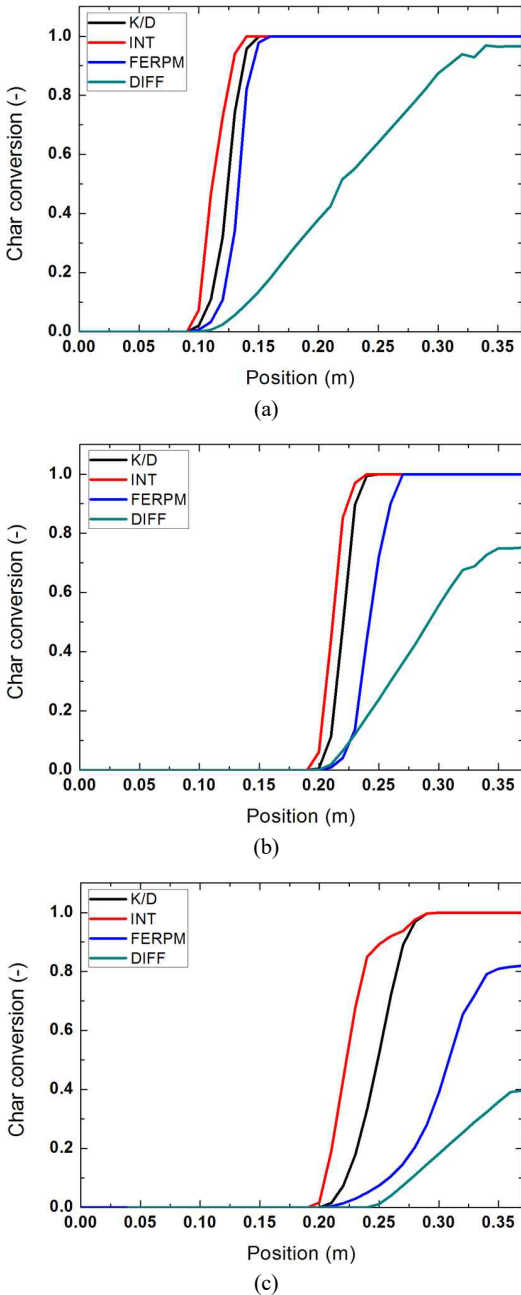 K/D
INT
FERPM
DIFF
Char conversion (-)
1.0
0.8
0.6
0.4
0.2
0.0
0.00 0.05 0.10 0.15 0.20 0.25 0.30 0.35
Position (m)
(a)
K/D
INT
FERPM
DIFF
Char conversion (-)
1.0
0.8
0.6
0.4
0.2
0.0
0.00 0.05 0.10 0.15 0.20 0.25 0.30 0.35
Position (m)
(b)
K/D
INT
FERPM
DIFF
Char conversion (-)
1.0
0.8
0.6
0.4
0.2
0.0
0.00 0.05 0.10 0.15 0.20 0.25 0.30 0.35
Position (m)
(c)